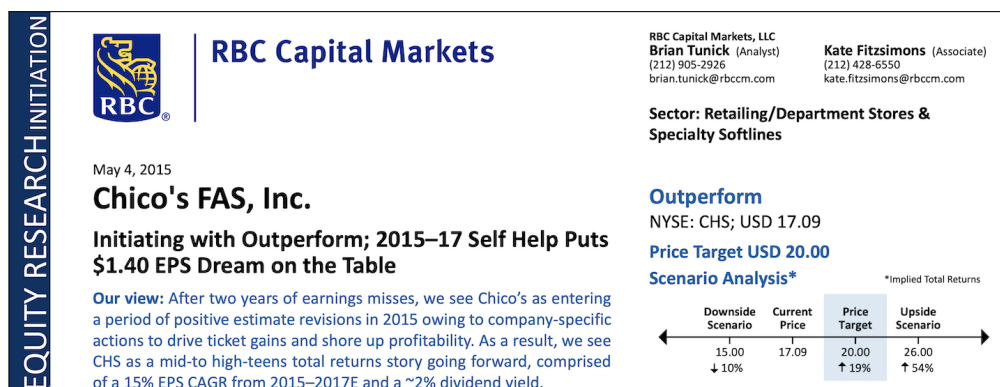 EQUITY RESEARCH INITIATION
RBC
®
RBC Capital Markets
RBC Capital Markets, LLC
Brian Tunick (Analyst)
(212) 905-2926
brian.tunick@rbccm.com
Kate Fitzsimons (Associate)
(212) 428-6550
kate.fitzsimons@rbccm.com
Sector: Retailing/Department Stores &
Specialty Softlines
May 4, 2015
Chico's FAS, Inc.
Initiating with Outperform; 2015–17 Self Help Puts
$1.40 EPS Dream on the Table
Our view: After two years of earnings misses, we see Chico's as entering
a period of positive estimate revisions in 2015 owing to company-specific
actions to drive ticket gains and shore up profitability. As a result, we see
CHS as a mid-to high-teens total returns story going forward, comprised
of a 15% EPS CAGR from 2015–2017E and a ~2% dividend yield.
Outperform
NYSE: CHS; USD 17.09
Price Target USD 20.00
Scenario Analysis*
*Implied Total Returns
Downside
Scenario
Current
Price
Price
Target
Upside
Scenario
15.00
17.09
20.00
26.00
↓ 10%
↑ 19%
↑ 54%